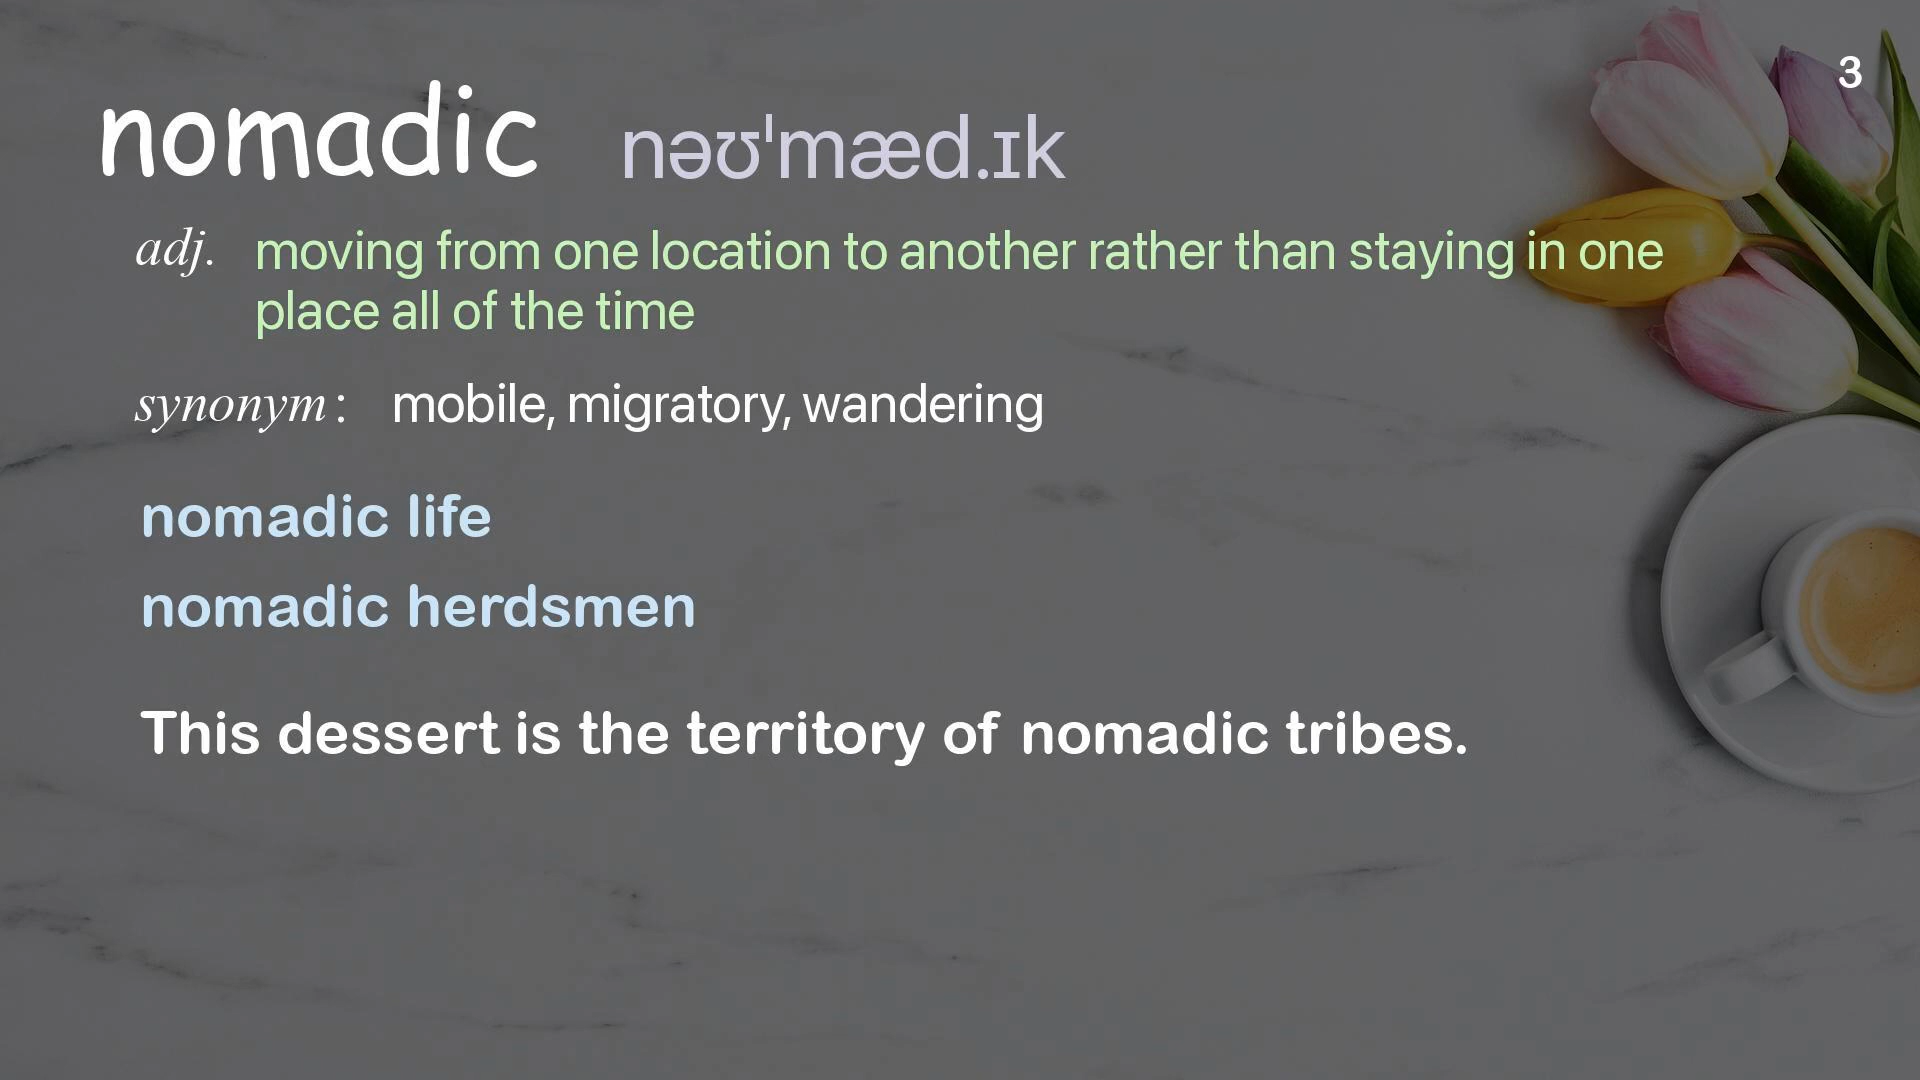 3
nomadic nəʊˈmæd.ɪk
adj. moving from one location to another rather than staying in one
place all of the time
synonym: mobile, migratory, wandering
nomadic life
nomadic herdsmen
This dessert is the territory of nomadic tribes.